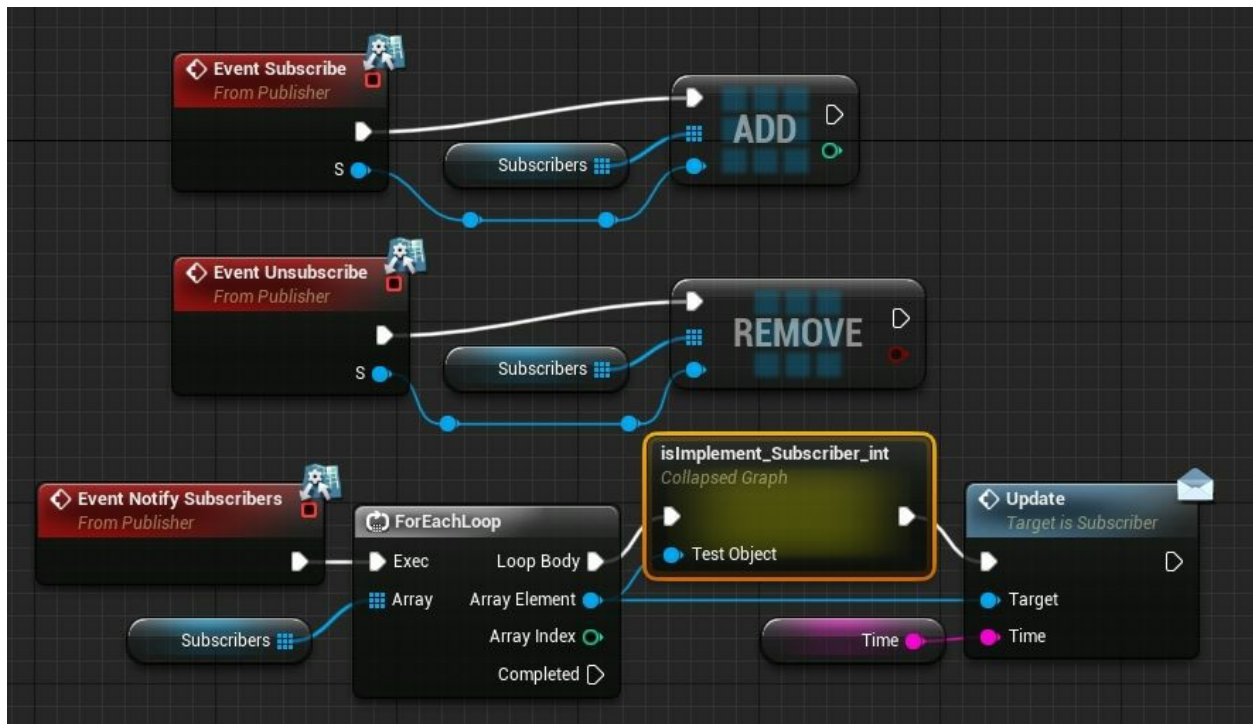 Event Subscribe
From Publisher
S
Subscribers
ADD
Event Unsubscribe
From Publisher
S
Subscribers
REMOVE
isImplement_Subscriber_int
Collapsed Graph
Test Object
Event Notify Subscribers
From Publisher
Subscribers
ForEachLoop
Exec Loop Body
Array Array Element
Array Index
Completed
Time
Update
Target is Subscriber
Target
Time